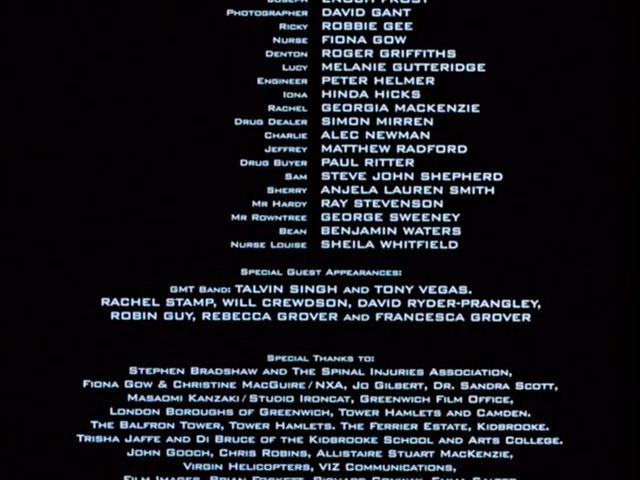 Joseph ENOCH FROST
Photographer DAVID GANT
Ricky ROBBIE GEE
Nurse FIONA GOW
Denton ROGER GRIFFITHS
Lucy MELANIE GUTTERIDGE
Engineer PETER HELMER
Iona HINDA HICKS
Rachel GEORGIA MACKENZIE
Drug Dealer SIMON MIRREN
Charlie ALEC NEWMAN
Jeffrey MATTHEW RADFORD
Drug Buyer PAUL RITTER
Sam STEVE JOHN SHEPHERD
Sherry ANJELA LAUREN SMITH
Mr Hardy RAY STEVENSON
Mr Rowntree GEORGE SWEENEY
Bean BENJAMIN WATERS
Nurse Louise SHEILA WHITFIELD
Special Guest Appearances:
GMT Band: TALVIN SINGH AND TONY VEGAS.
RACHEL STAMP, WILL CREWDSON, DAVID RYDER-PRANGLEY,
ROBIN GUY, REBECCA GROVER AND FRANCESCA GROVER
Special Thanks to:
Stephen Bradshaw and The Spinal Injuries Association,
Fiona Gow & Christine MacGuire/NXA, Jo Gilbert, Dr. Sandra Scott,
Masaomi Kanzaki/Studio Ironcat, Greenwich Film Office,
London Boroughs of Greenwich, Tower Hamlets and Camden.
The Balfron Tower, Tower Hamlets. The Ferrier Estate, Kidbrooke.
Trisha Jaffe and Di Bruce of the Kidbrooke School and Arts College.
John Gooch, Chris Robins, Allistaire Stuart MacKenzie,
Virgin Helicopters, VIZ Communications,
Film Images, Brian